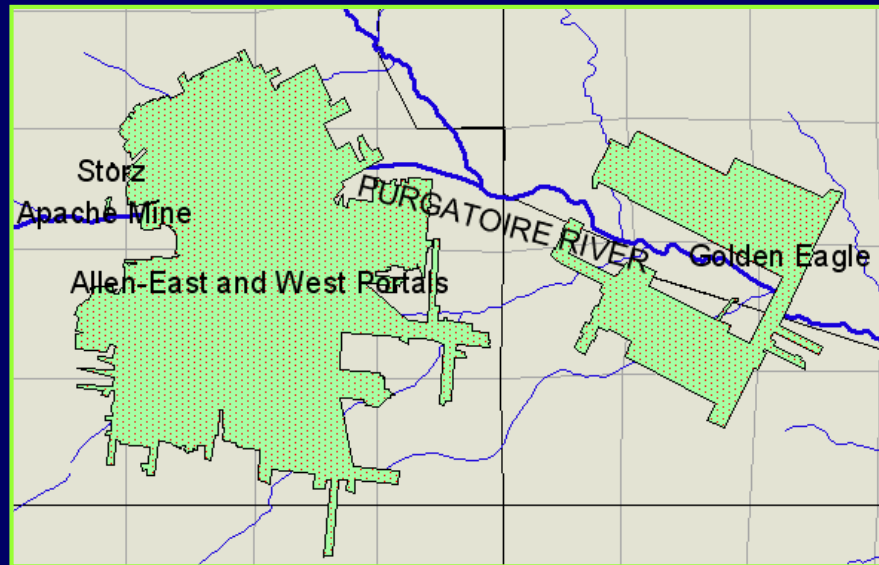 Storz
Apache Mine
PURGATOIRE RIVER
Golden Eagle
Allen-East and West Portals